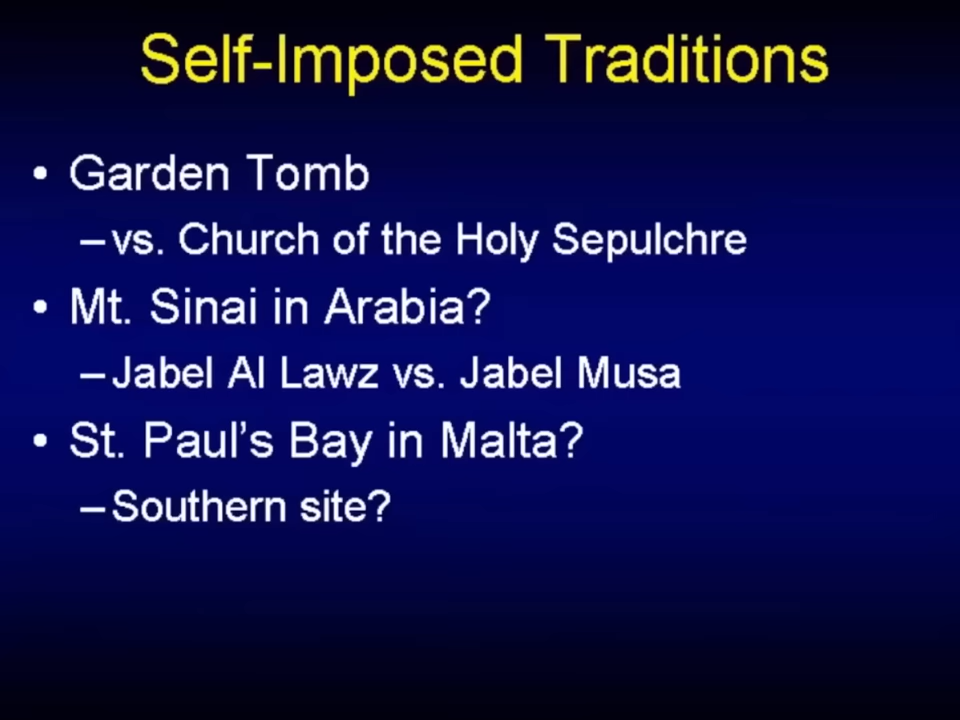 Self-Imposed Traditions
• Garden Tomb
–vs. Church of the Holy Sepulchre
• Mt. Sinai in Arabia?
–Jabel Al Lawz vs. Jabel Musa
• St. Paul’s Bay in Malta?
–Southern site?